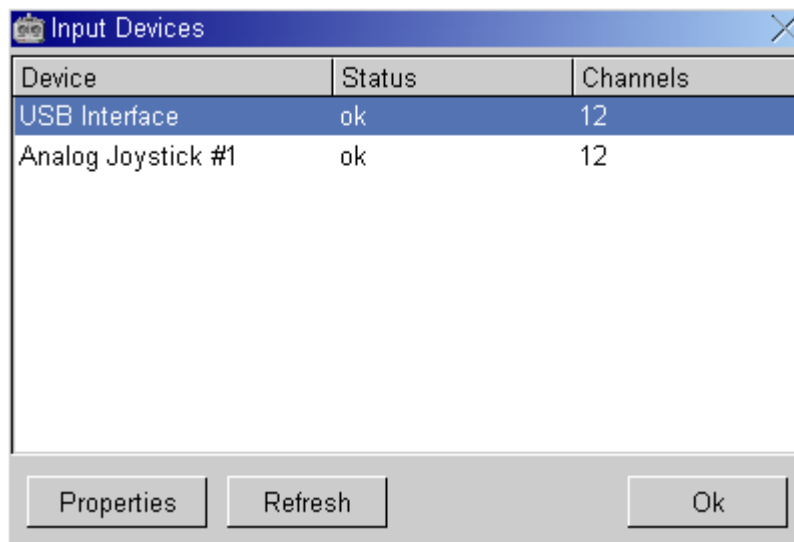 Input Devices
Device Status Channels
USB Interface ok 12
Analog Joystick #1 ok 12
Properties Refresh Ok